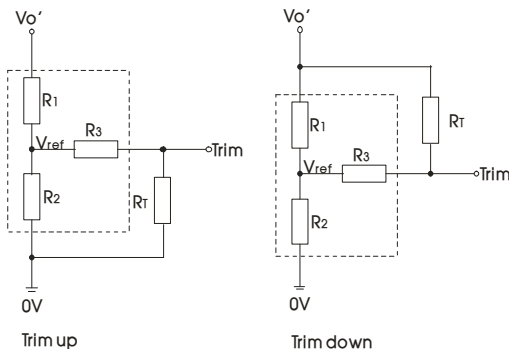 Vo'
R1
Vref
R3
Trim
R2
RT
0V
Trim up
Vo'
R1
RT
Vref
R3
Trim
R2
0V
Trim down